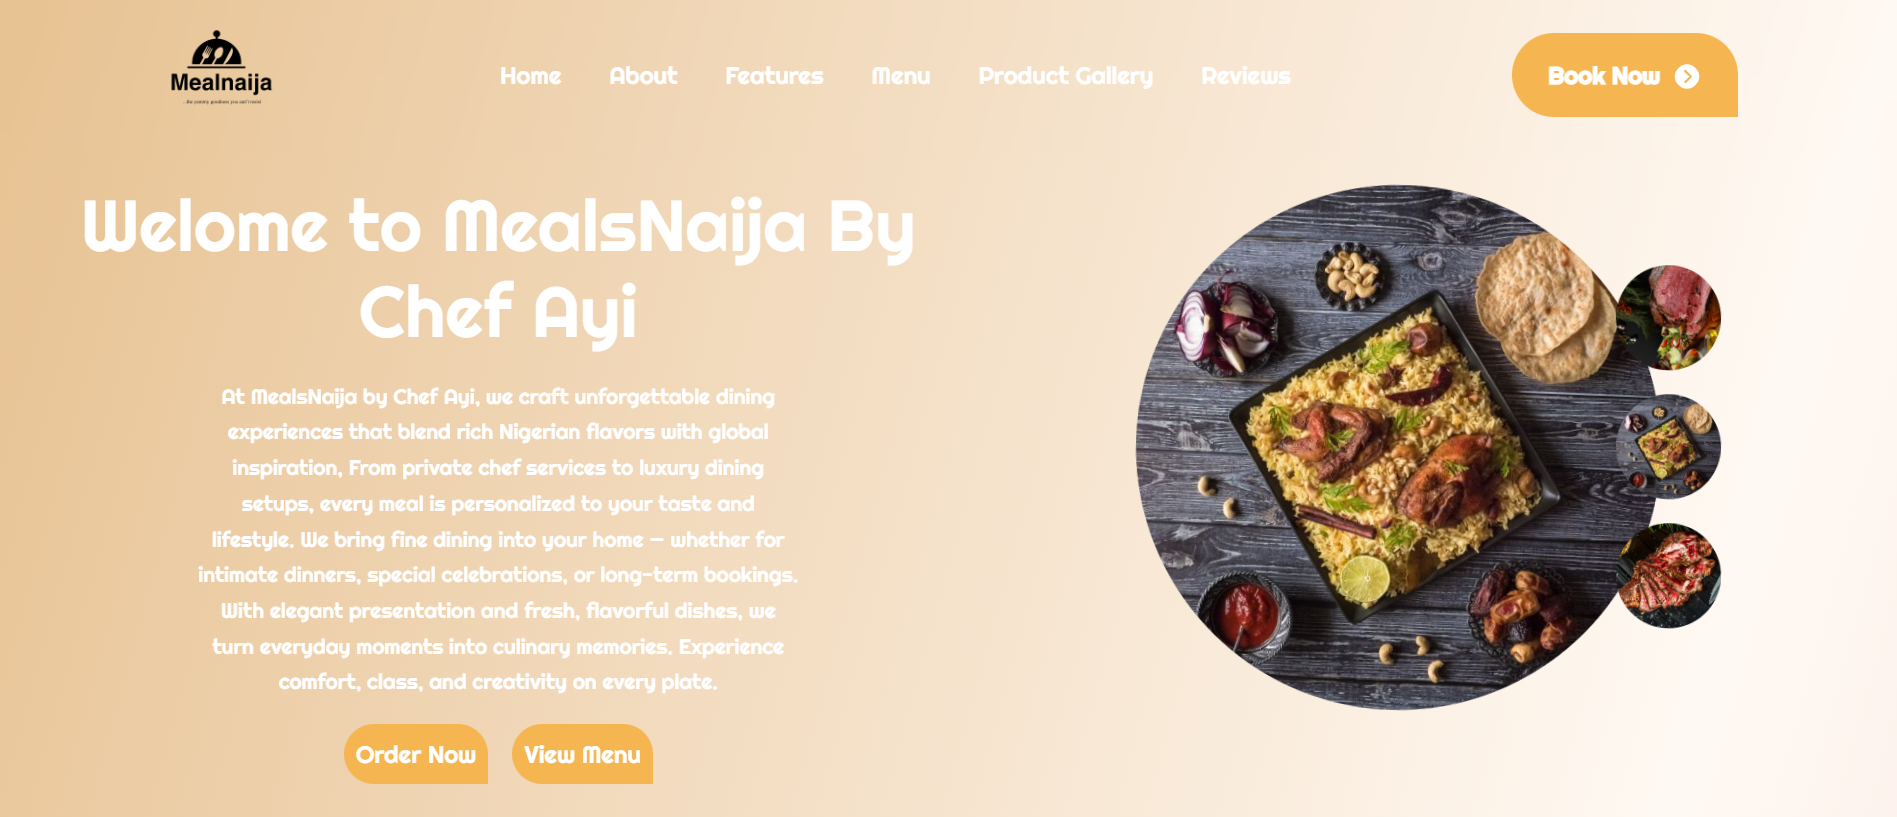 Mealnaija
...the yummy goodness you can't resist
Home
About
Features
Menu
Product Gallery
Reviews
Book Now
Welome to MealsNaija By
Chef Ayi
At MealsNaija by Chef Ayi, we craft unforgettable dining
experiences that blend rich Nigerian flavors with global
inspiration, From private chef services to luxury dining
setups, every meal is personalized to your taste and
lifestyle. We bring fine dining into your home – whether for
intimate dinners, special celebrations, or long-term bookings.
With elegant presentation and fresh, flavorful dishes, we
turn everyday moments into culinary memories. Experience
comfort, class, and creativity on every plate.
Order Now
View Menu